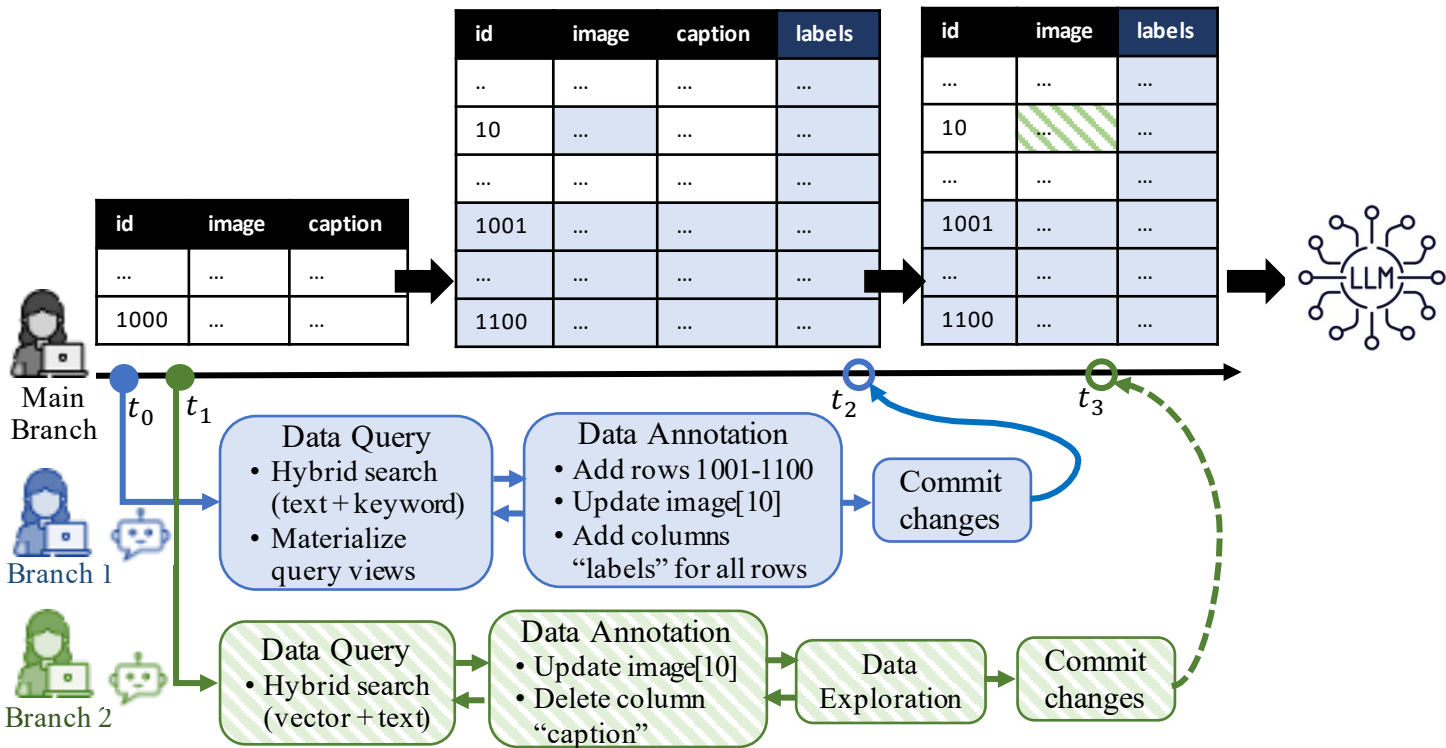 id image caption labels
.. ... ... ...
10 ... ... ...
... ... ... ...
1001 ... ... ...
... ... ... ...
1100 ... ... ...
id image labels
... ... ...
10 ... ...
... ... ...
1001 ... ...
... ... ...
1100 ... ...
id image caption
... ... ...
1000 ... ...
LLM
Main
Branch
t0
t1
t2
t3
Data Query
• Hybrid search
(text + keyword)
• Materialize
query views
Data Annotation
• Add rows 1001-1100
• Update image[10]
• Add columns
“labels” for all rows
Commit
changes
Branch 1
Data Query
• Hybrid search
(vector + text)
Data Annotation
• Update image[10]
• Delete column
“caption”
Data
Exploration
Commit
changes
Branch 2